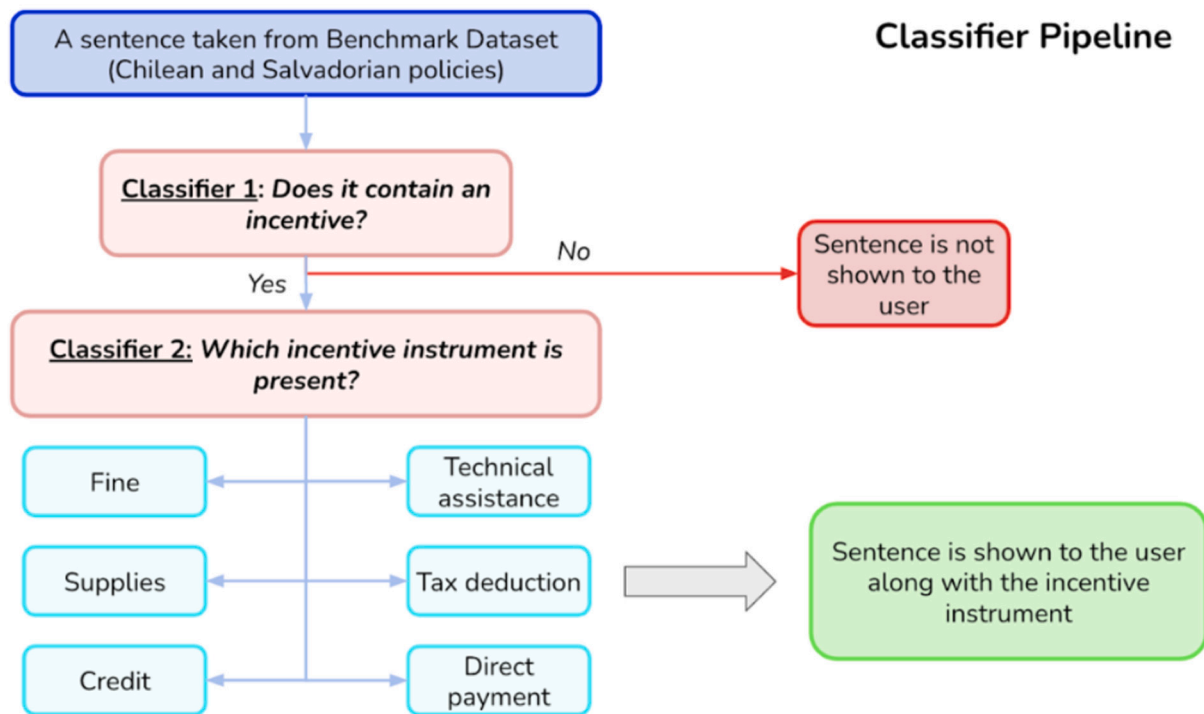 Classifier Pipeline
A sentence taken from Benchmark Dataset
(Chilean and Salvadorian policies)
Classifier 1: Does it contain an
incentive?
No
Yes
Sentence is not
shown to the
user
Classifier 2: Which incentive instrument is
present?
Fine
Technical
assistance
Supplies
Tax deduction
Credit
Direct
payment
Sentence is shown to the user
along with the incentive
instrument